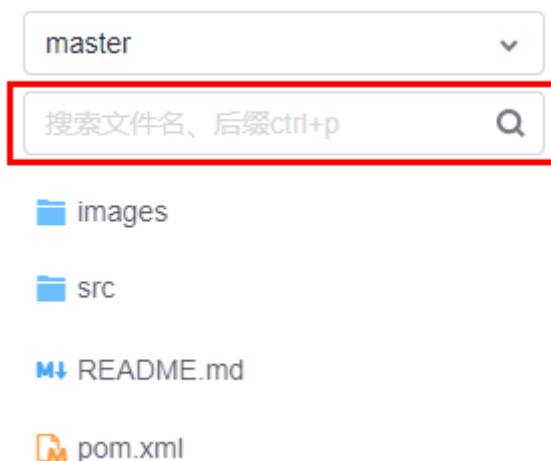 master
搜索文件名、后缀ctrl+p
images
src
M↓ README.md
pom.xml